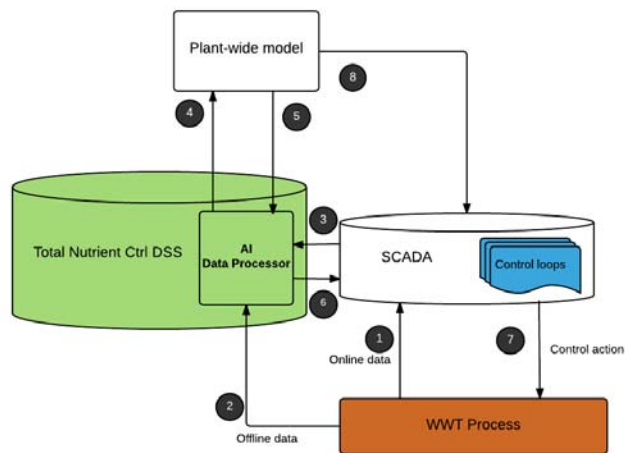 Plant-wide model
8
4
5
Total Nutrient Ctrl DSS
AI
Data Processor
3
SCADA
Control loops
6
1
Online data
7
Control action
2
Offline data
WWT Process